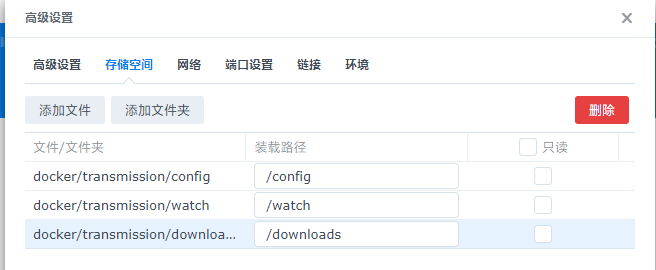 高级设置
高级设置 存储空间 网络 端口设置 链接 环境
添加文件 添加文件夹 删除
文件/文件夹 装载路径 只读
docker/transmission/config /config
docker/transmission/watch /watch
docker/transmission/downloa... /downloads